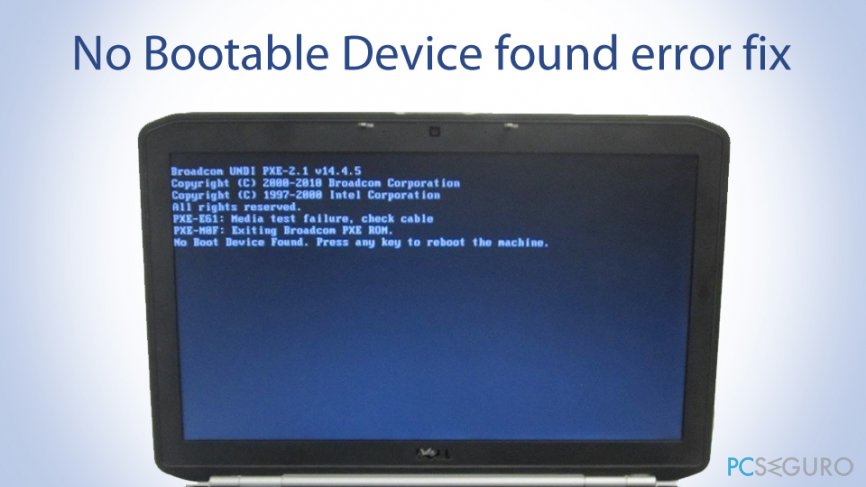 No Bootable Device found error fix
Broadcom UNDI PXE-2.1 v14.4.5
Copyright (C) 2000-2010 Broadcom Corporation
Copyright (C) 1997-2000 Intel Corporation
All rights reserved.
PXE-E61: Media test failure, check cable
PXE-M0F: Exiting Broadcom PXE ROM.
No Boot Device Found. Press any key to reboot the machine.
DELL
PCSEGURO